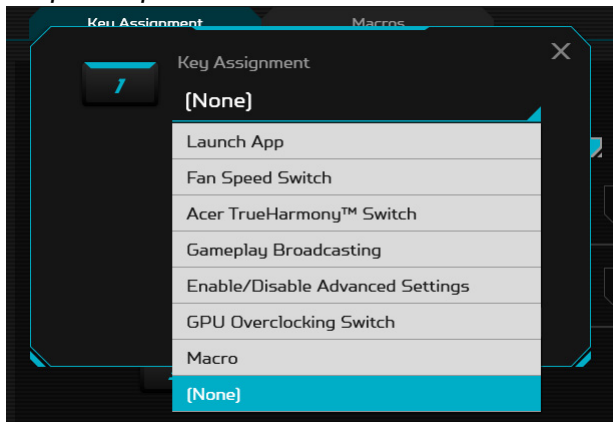 Key Assignment
Macros
Key Assignment
X
1
(None)
Launch App
Fan Speed Switch
Acer TrueHarmony™ Switch
Gameplay Broadcasting
Enable/Disable Advanced Settings
GPU Overclocking Switch
Macro
(None)